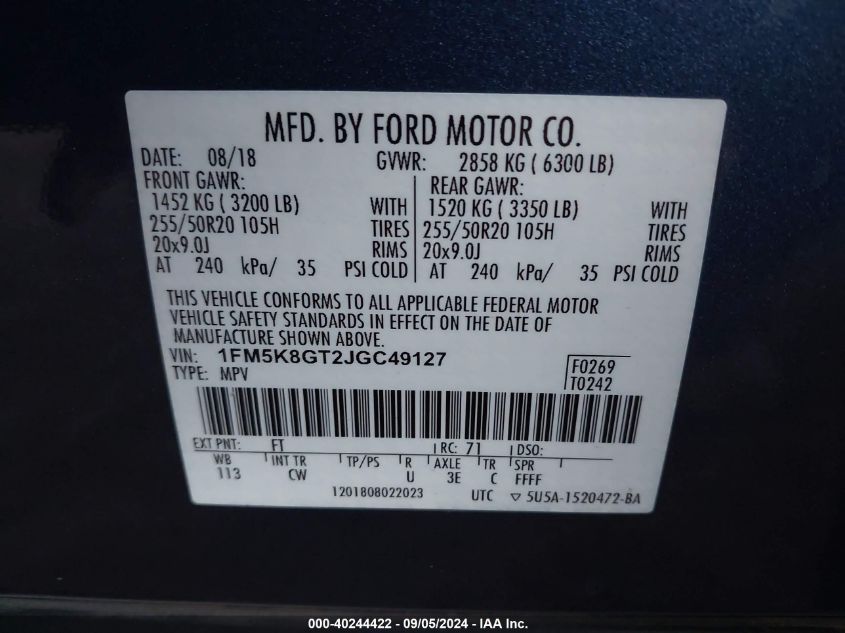 MFD. BY FORD MOTOR CO.
DATE: 08/18 GVWR: 2858 KG ( 6300 LB)
FRONT GAWR: REAR GAWR:
1452 KG ( 3200 LB) WITH 1520 KG ( 3350 LB) WITH
255/50R20 105H TIRES 255/50R20 105H TIRES
20x9.0J RIMS 20x9.0J RIMS
AT 240 kPa/ 35 PSI COLD AT 240 kPa/ 35 PSI COLD
THIS VEHICLE CONFORMS TO ALL APPLICABLE FEDERAL MOTOR
VEHICLE SAFETY STANDARDS IN EFFECT ON THE DATE OF
MANUFACTURE SHOWN ABOVE.
VIN: 1FM5K8GT2JGC49127 F0269
TYPE: MPV T0242
EXT PNT: FT RC: 71 DSO:
WB INT TR TP/PS R AXLE TR SPR
113 CW U 3E C FFFF
1201808022023 UTC ▽ 5U5A-1520472-BA
000-40244422 - 09/05/2024 - IAA Inc.